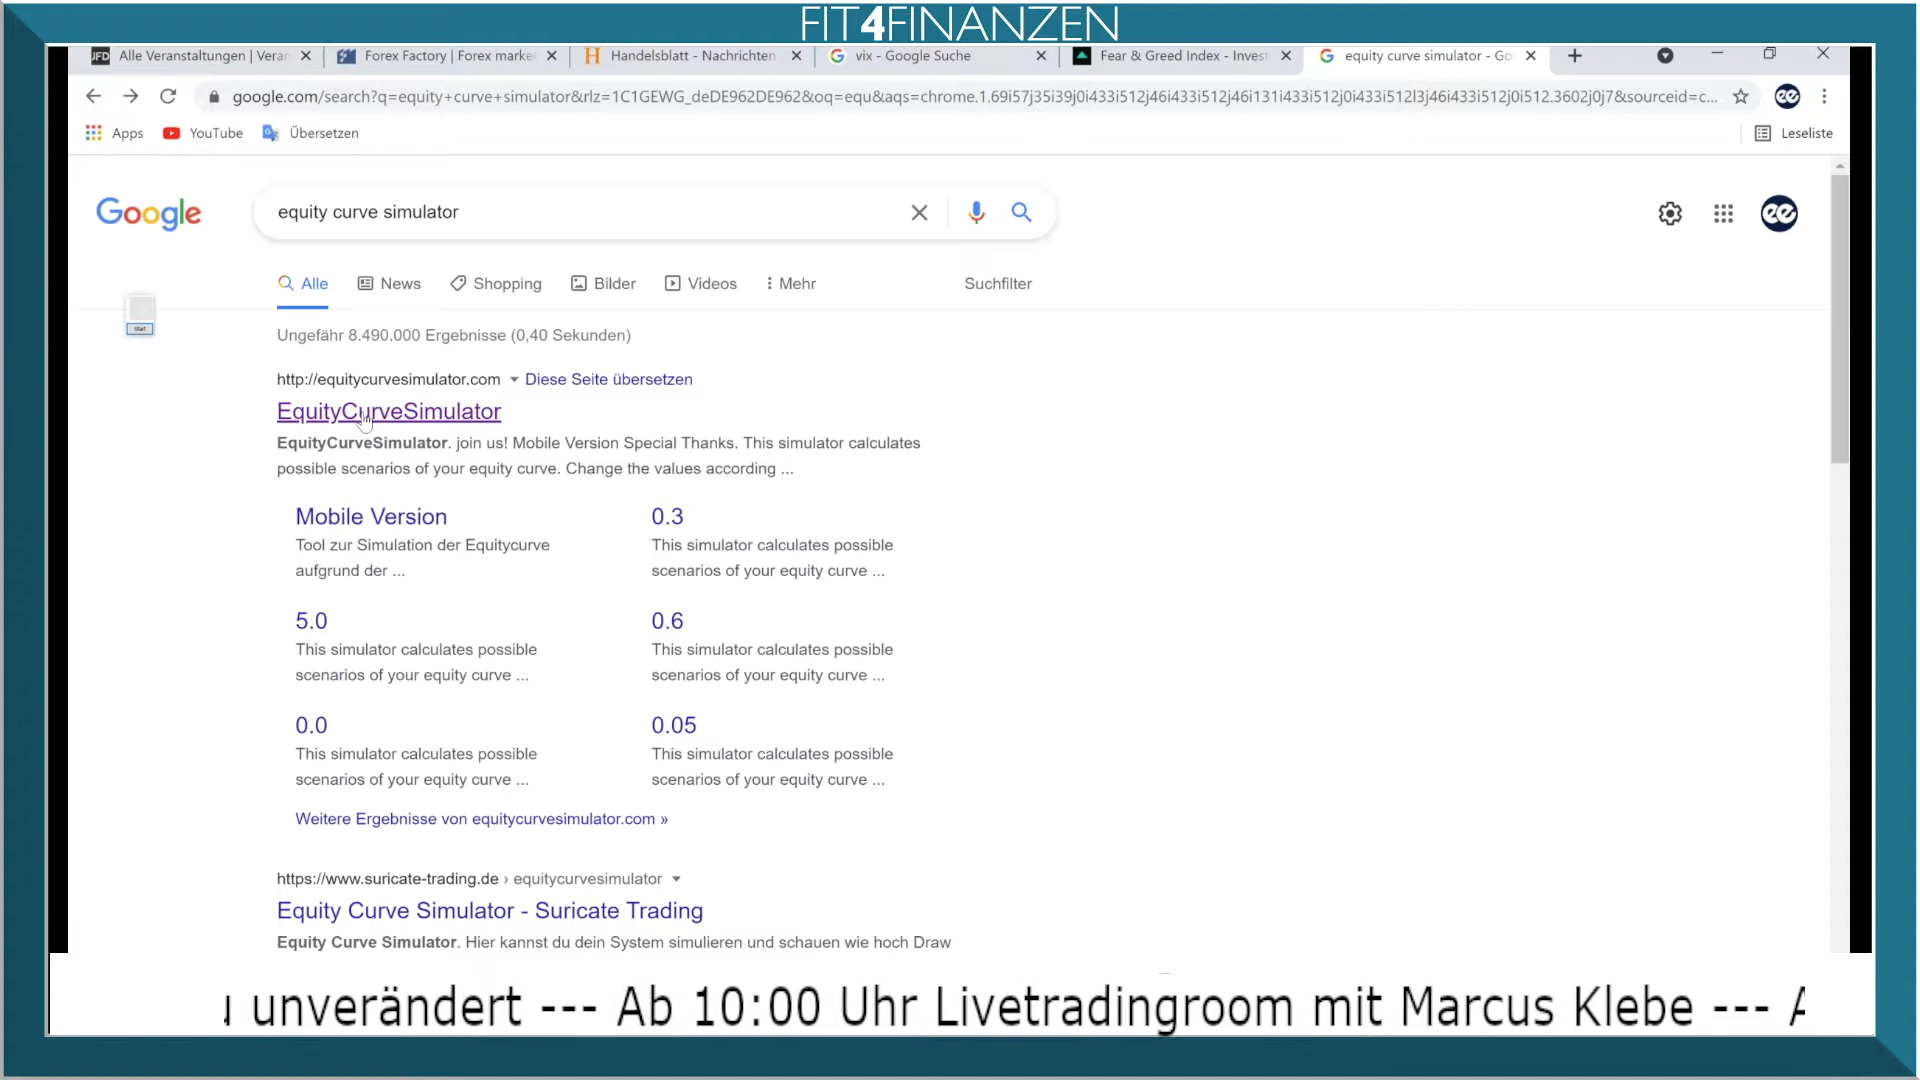 FIT4FINANZEN
JFD Alle Veranstaltungen | Veran
Forex Factory | Forex marke
Handelsblatt - Nachrichten
vix - Google Suche
Fear & Greed Index - Invest
equity curve simulator - Go
google.com/search?q=equity+curve+simulator&rlz=1C1GEWG_deDE962DE962&oq=equ&aqs=chrome.1.69i57j35i39j0i433i512j46i433i512j46i131i433i512j0i433i512l3j46i433i512j0i512.3602j0j7&sourceid=c...
Apps YouTube Übersetzen Leseliste
Google equity curve simulator
Alle News Shopping Bilder Videos Mehr Suchfilter
Start
Ungefähr 8.490.000 Ergebnisse (0,40 Sekunden)
http://equitycurvesimulator.com Diese Seite übersetzen
EquityCurveSimulator
EquityCurveSimulator. join us! Mobile Version Special Thanks. This simulator calculates
possible scenarios of your equity curve. Change the values according ...
Mobile Version
Tool zur Simulation der Equitycurve
aufgrund der ...
0.3
This simulator calculates possible
scenarios of your equity curve ...
5.0
This simulator calculates possible
scenarios of your equity curve ...
0.6
This simulator calculates possible
scenarios of your equity curve ...
0.0
This simulator calculates possible
scenarios of your equity curve ...
0.05
This simulator calculates possible
scenarios of your equity curve ...
Weitere Ergebnisse von equitycurvesimulator.com »
https://www.suricate-trading.de › equitycurvesimulator
Equity Curve Simulator - Suricate Trading
Equity Curve Simulator. Hier kannst du dein System simulieren und schauen wie hoch Draw
unverändert --- Ab 10:00 Uhr Livetradingroom mit Marcus Klebe --- A